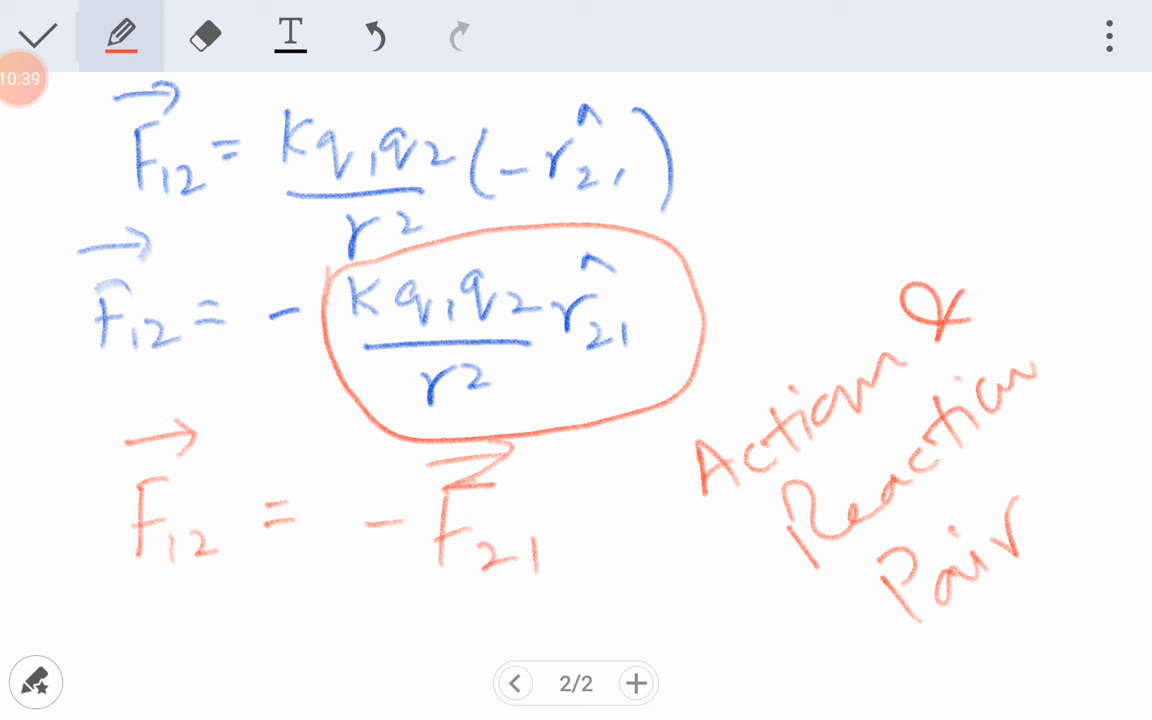 T
10:39
F₁₂ = Kq₁q₂/r² (-r̂₂₁)
F₁₂ = - Kq₁q₂/r² r̂₂₁
F₁₂ = - F₂₁
Action &
Reaction
Pair
2/2